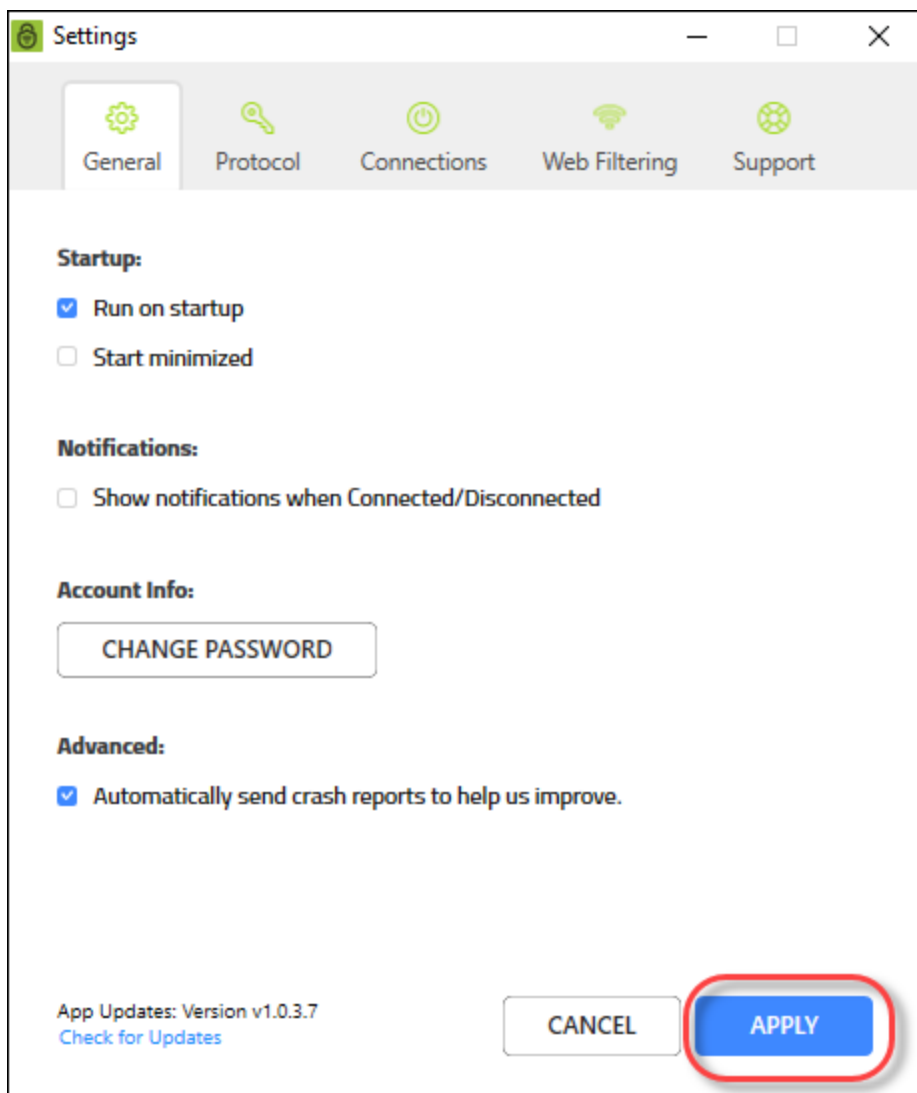 Settings
General
Protocol
Connections
Web Filtering
Support
Startup:
Run on startup
Start minimized
Notifications:
Show notifications when Connected/Disconnected
Account Info:
CHANGE PASSWORD
Advanced:
Automatically send crash reports to help us improve.
App Updates: Version v1.0.3.7
Check for Updates
CANCEL
APPLY